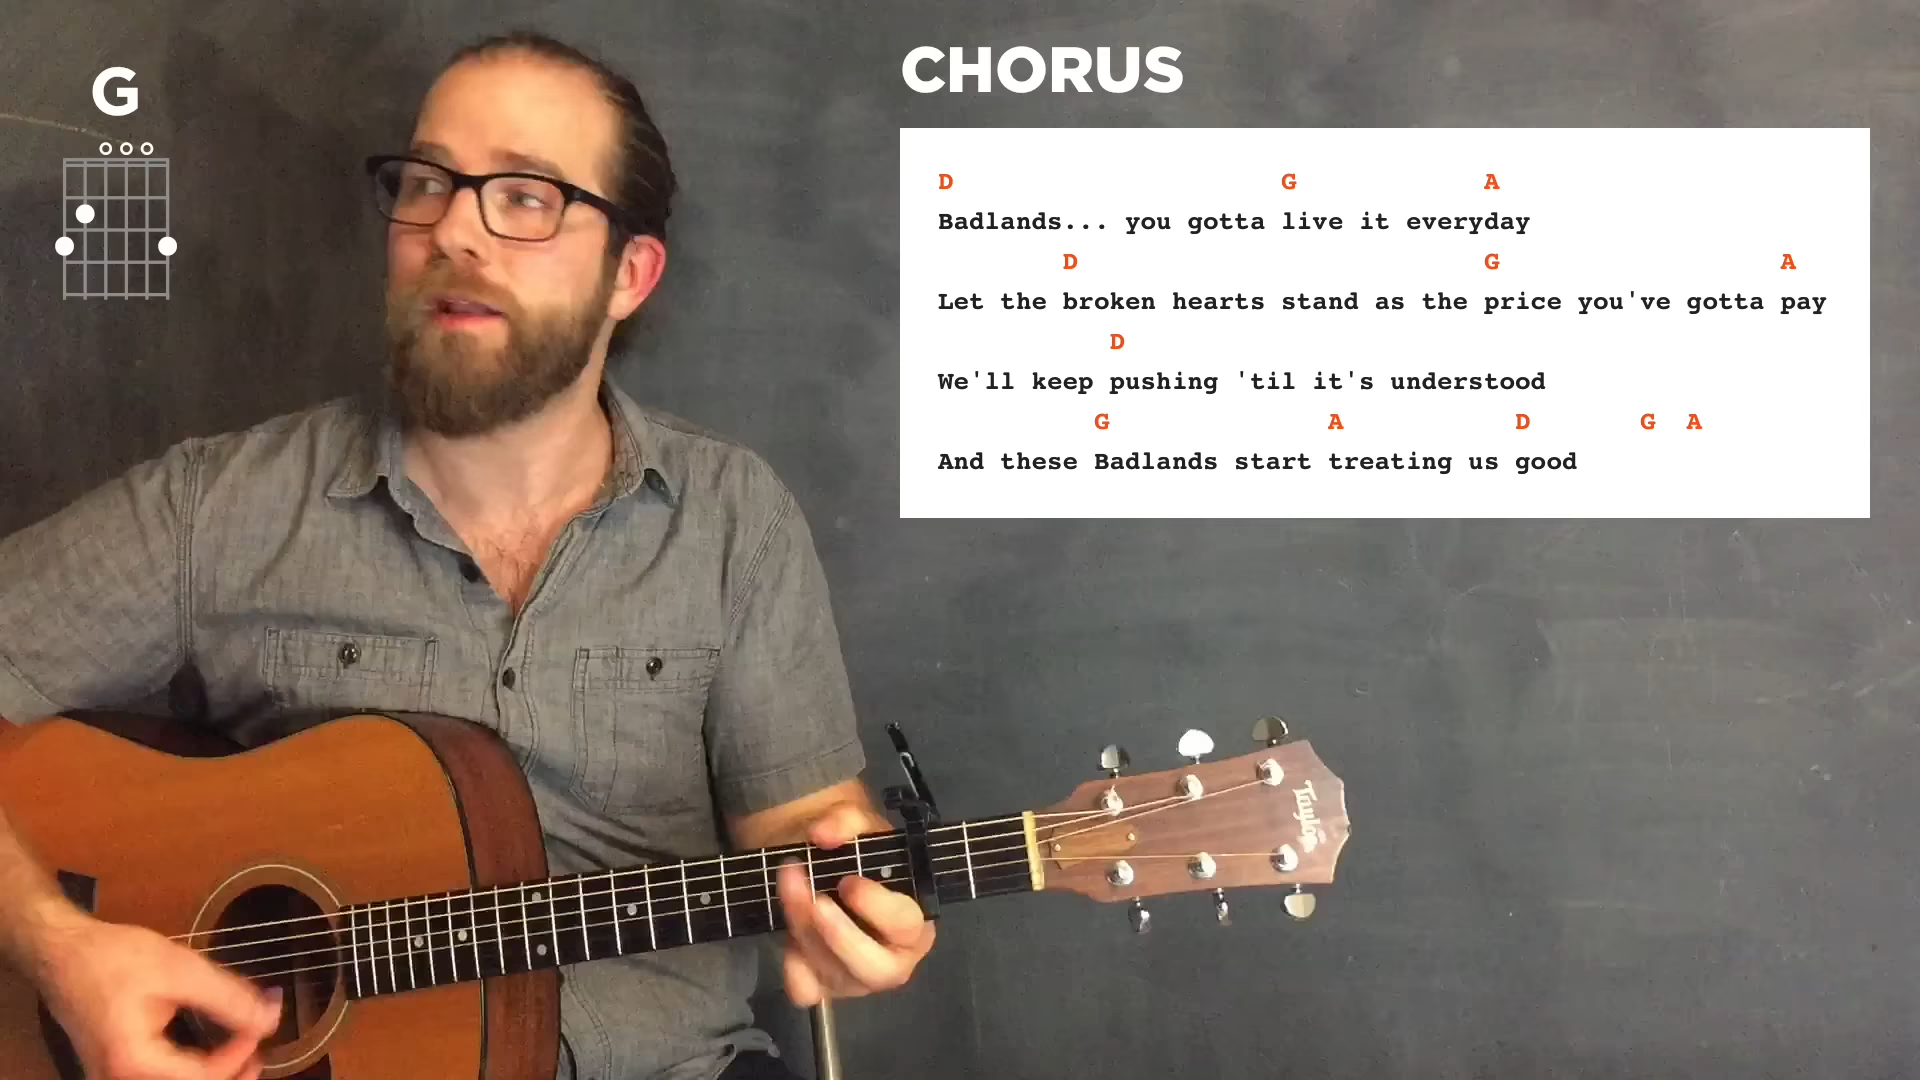 G
CHORUS
D G A
Badlands... you gotta live it everyday
D G A
Let the broken hearts stand as the price you've gotta pay
D
We'll keep pushing 'til it's understood
G A D G A
And these Badlands start treating us good
Taylor